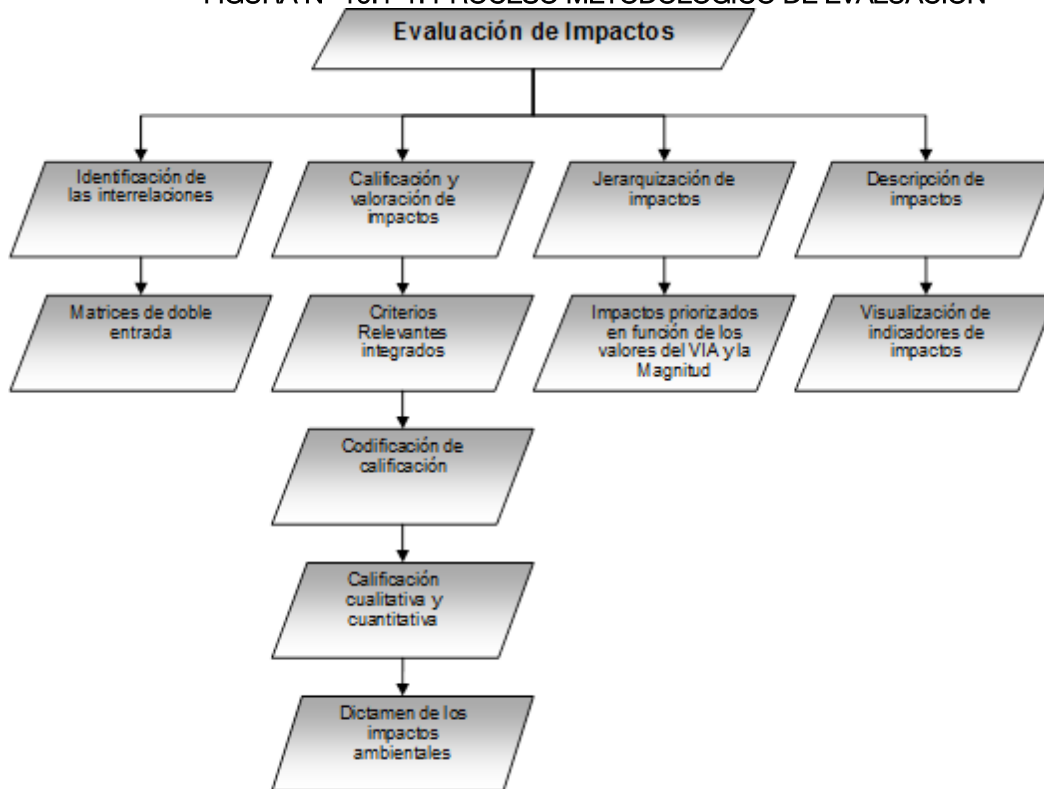 Evaluación de Impactos
Identificación de
las interrelaciones
Matrices de doble
entrada
Calificación y
valoración de
impactos
Criterios
Relevantes
integrados
Codificación de
calificación
Calificación
cualitativa y
cuantitativa
Dictamen de los
impactos
ambientales
Jerarquización de
impactos
Impactos priorizados
en función de los
valores del VIA y la
Magnitud
Descripción de
impactos
Visualización de
indicadores de
impactos